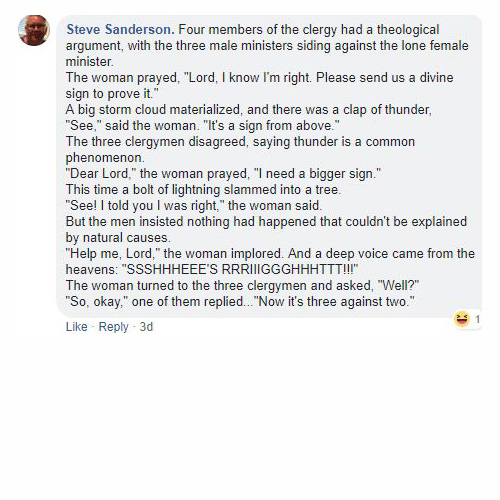 Steve Sanderson. Four members of the clergy had a theological
argument, with the three male ministers siding against the lone female
minister.
The woman prayed, "Lord, I know I'm right. Please send us a divine
sign to prove it."
A big storm cloud materialized, and there was a clap of thunder,
"See," said the woman. "It's a sign from above."
The three clergymen disagreed, saying thunder is a common
phenomenon.
"Dear Lord," the woman prayed, "I need a bigger sign."
This time a bolt of lightning slammed into a tree.
"See! I told you I was right," the woman said.
But the men insisted nothing had happened that couldn't be explained
by natural causes.
"Help me, Lord," the woman implored. And a deep voice came from the
heavens: "SSSHHHEEE'S RRRIIIGGGHHHTTT!!!"
The woman turned to the three clergymen and asked, "Well?"
"So, okay," one of them replied..."Now it's three against two."
1
Like · Reply · 3d